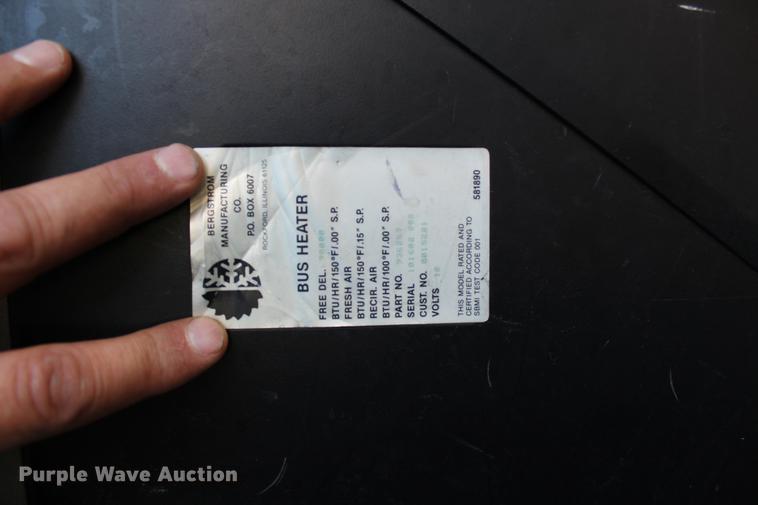 BERGSTROM
MANUFACTURING
CO.
P.O. BOX 6007
ROCKFORD, ILLINOIS 61125
BUS HEATER
FREE DEL.
BTU/HR/150°F/.00" S.P.
FRESH AIR
BTU/HR/150°F/.15" S.P.
RECIR. AIR
BTU/HR/100°F/.00" S.P.
PART NO.
SERIAL
CUST. NO.
VOLTS
THIS MODEL RATED AND
CERTIFIED ACCORDING TO
SBMI TEST CODE 001
581890
Purple Wave Auction